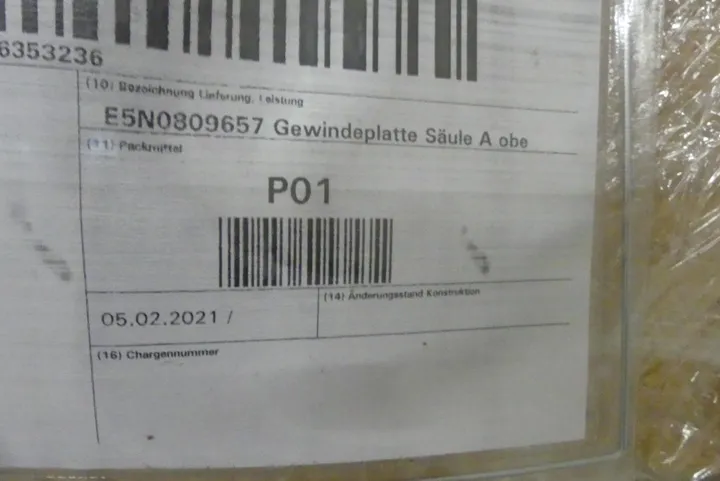 6353236
(10) Bezeichnung Lieferung, Leistung
E5N0809657 Gewindeplatte Säule A obe
(11) Packmittel
P01
(14) Änderungsstand Konstruktion
05.02.2021 /
(16) Chargennummer